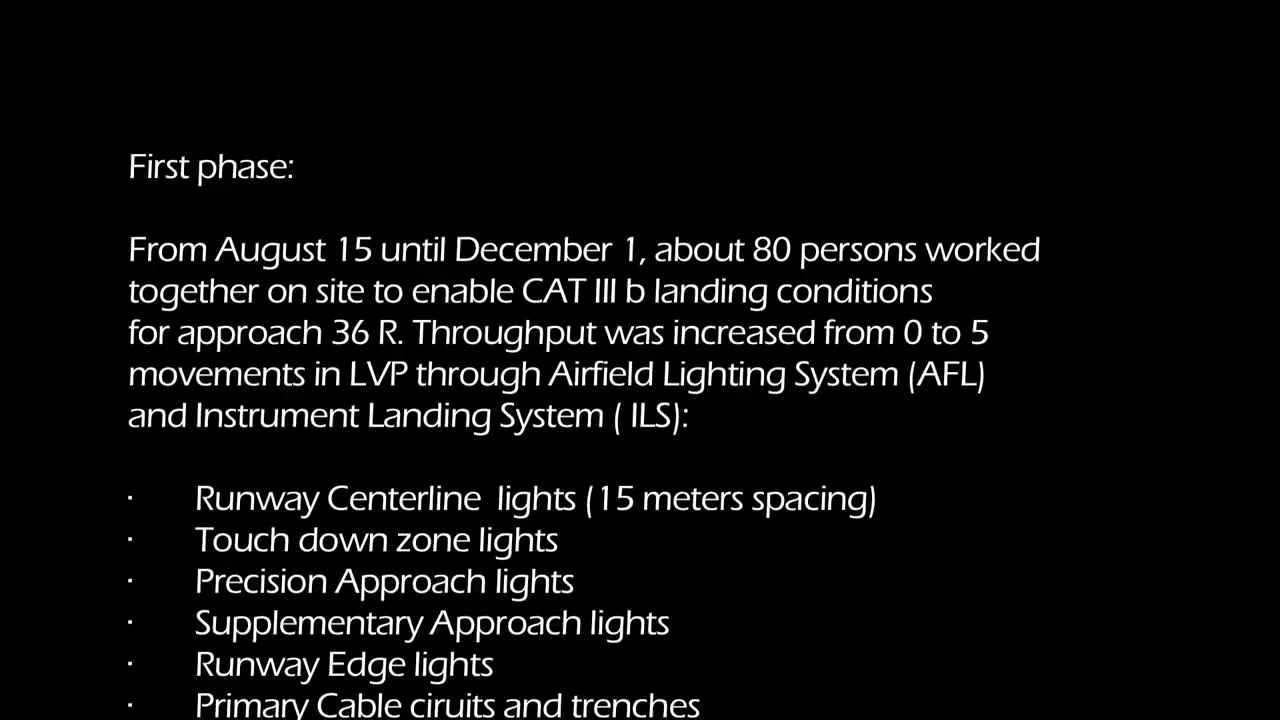 First phase:
From August 15 until December 1, about 80 persons worked
together on site to enable CAT III b landing conditions
for approach 36 R. Throughput was increased from 0 to 5
movements in LVP through Airfield Lighting System (AFL)
and Instrument Landing System ( ILS):
· Runway Centerline  lights (15 meters spacing)
· Touch down zone lights
· Precision Approach lights
· Supplementary Approach lights
· Runway Edge lights
· Primary Cable ciruits and trenches